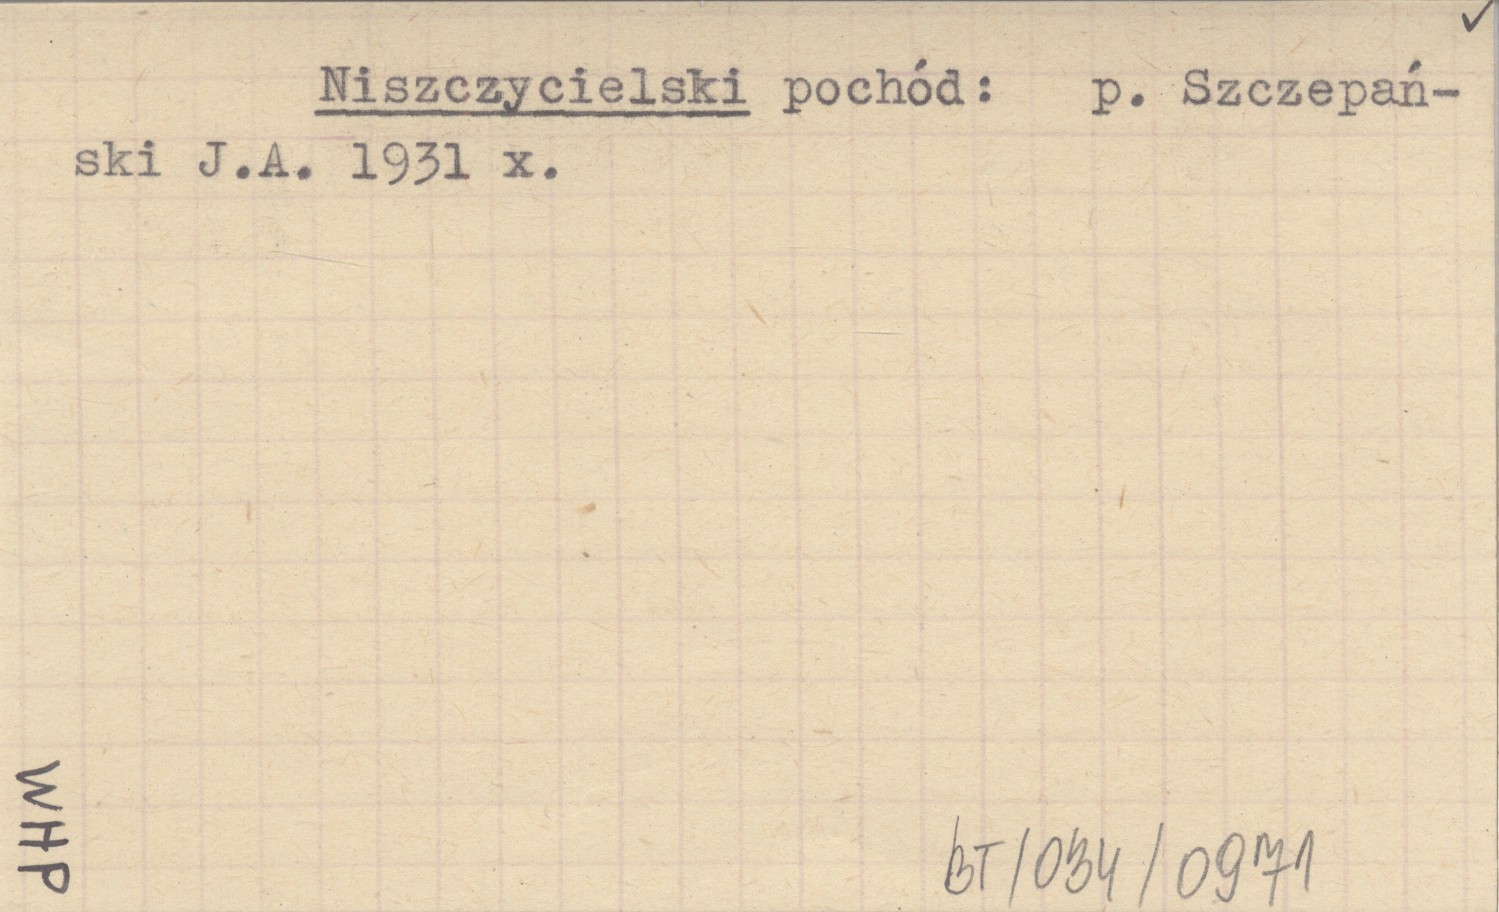 Niszczycielski pochód: p. Szczepań-
ski J.A. 1931 x.
WHP
BT/034/0971